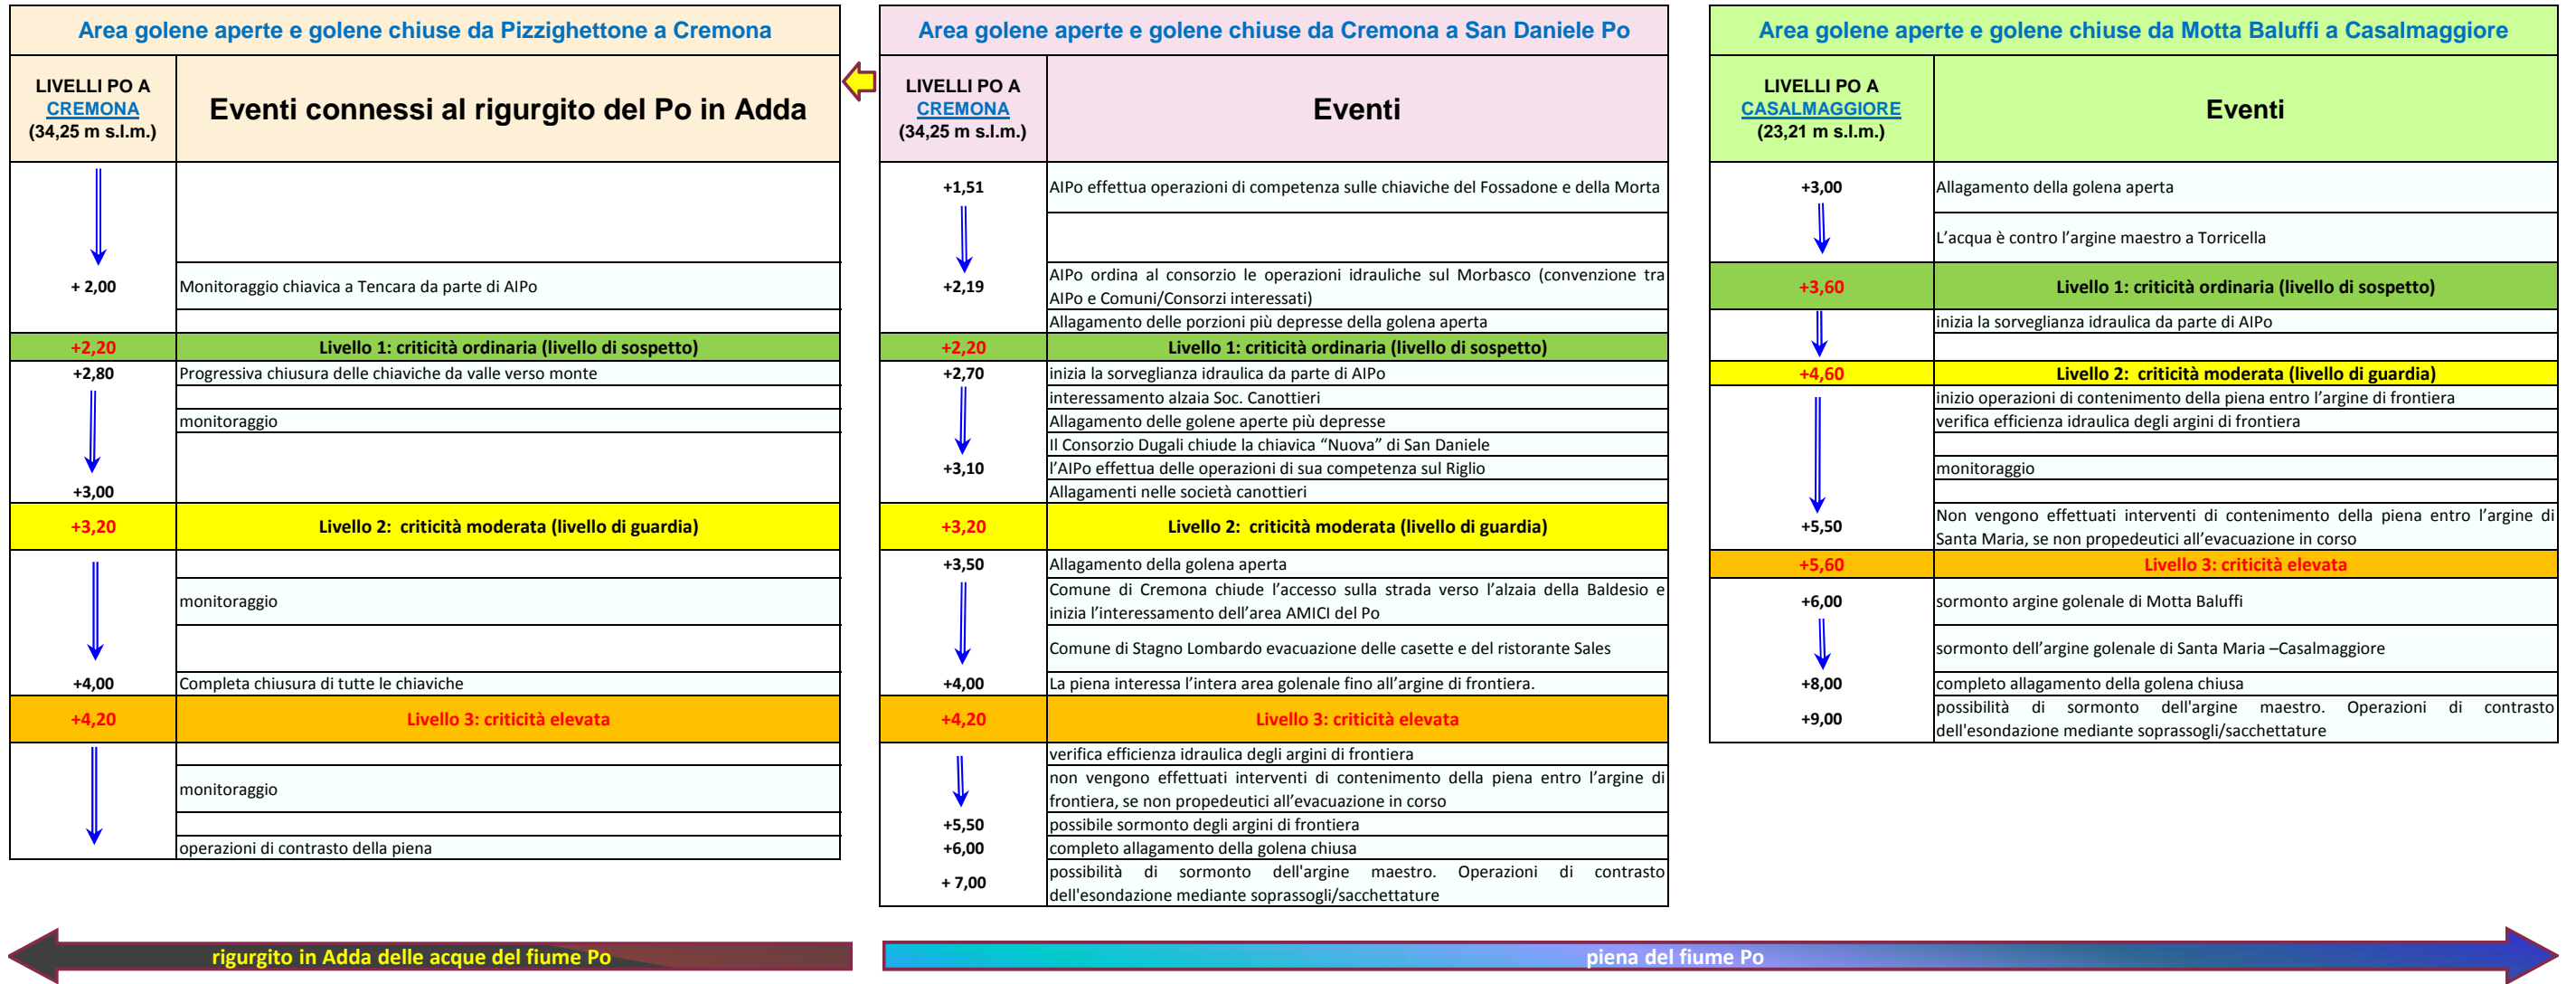 Area golene aperte e golene chiuse da Pizzighettone a Cremona
LIVELLI PO A
CREMONA
(34,25 m s.l.m.)
Eventi connessi al rigurgito del Po in Adda
+ 2,00
Monitoraggio chiavica a Tencara da parte di AIPo
+2,20
Livello 1: criticità ordinaria (livello di sospetto)
+2,80
Progressiva chiusura delle chiaviche da valle verso monte
monitoraggio
+3,00
+3,20
Livello 2: criticità moderata (livello di guardia)
monitoraggio
+4,00
Completa chiusura di tutte le chiaviche
+4,20
Livello 3: criticità elevata
monitoraggio
operazioni di contrasto della piena
Area golene aperte e golene chiuse da Cremona a San Daniele Po
LIVELLI PO A
CREMONA
(34,25 m s.l.m.)
Eventi
+1,51
AIPo effettua operazioni di competenza sulle chiaviche del Fossadone e della Morta
+2,19
AIPo ordina al consorzio le operazioni idrauliche sul Morbasco (convenzione tra
AIPo e Comuni/Consorzi interessati)
Allagamento delle porzioni più depresse della golena aperta
+2,20
Livello 1: criticità ordinaria (livello di sospetto)
+2,70
inizia la sorveglianza idraulica da parte di AIPo
interessamento alzaia Soc. Canottieri
Allagamento delle golene aperte più depresse
Il Consorzio Dugali chiude la chiavica “Nuova” di San Daniele
+3,10
l’AIPo effettua delle operazioni di sua competenza sul Riglio
Allagamenti nelle società canottieri
+3,20
Livello 2: criticità moderata (livello di guardia)
+3,50
Allagamento della golena aperta
Comune di Cremona chiude l’accesso sulla strada verso l’alzaia della Baldesio e
inizia l’interessamento dell’area AMICI del Po
Comune di Stagno Lombardo evacuazione delle casette e del ristorante Sales
+4,00
La piena interessa l’intera area golenale fino all’argine di frontiera.
+4,20
Livello 3: criticità elevata
verifica efficienza idraulica degli argini di frontiera
non vengono effettuati interventi di contenimento della piena entro l’argine di
frontiera, se non propedeutici all’evacuazione in corso
+5,50
possibile sormonto degli argini di frontiera
+6,00
completo allagamento della golena chiusa
+ 7,00
possibilità di sormonto dell'argine maestro. Operazioni di contrasto
dell'esondazione mediante soprassogli/sacchettature
Area golene aperte e golene chiuse da Motta Baluffi a Casalmaggiore
LIVELLI PO A
CASALMAGGIORE
(23,21 m s.l.m.)
Eventi
+3,00
Allagamento della golena aperta
L’acqua è contro l’argine maestro a Torricella
+3,60
Livello 1: criticità ordinaria (livello di sospetto)
inizia la sorveglianza idraulica da parte di AIPo
+4,60
Livello 2: criticità moderata (livello di guardia)
inizio operazioni di contenimento della piena entro l’argine di frontiera
verifica efficienza idraulica degli argini di frontiera
monitoraggio
+5,50
Non vengono effettuati interventi di contenimento della piena entro l’argine di
Santa Maria, se non propedeutici all’evacuazione in corso
+5,60
Livello 3: criticità elevata
+6,00
sormonto argine golenale di Motta Baluffi
sormonto dell’argine golenale di Santa Maria –Casalmaggiore
+8,00
completo allagamento della golena chiusa
+9,00
possibilità di sormonto dell'argine maestro. Operazioni di contrasto
dell'esondazione mediante soprassogli/sacchettature
rigurgito in Adda delle acque del fiume Po
piena del fiume Po